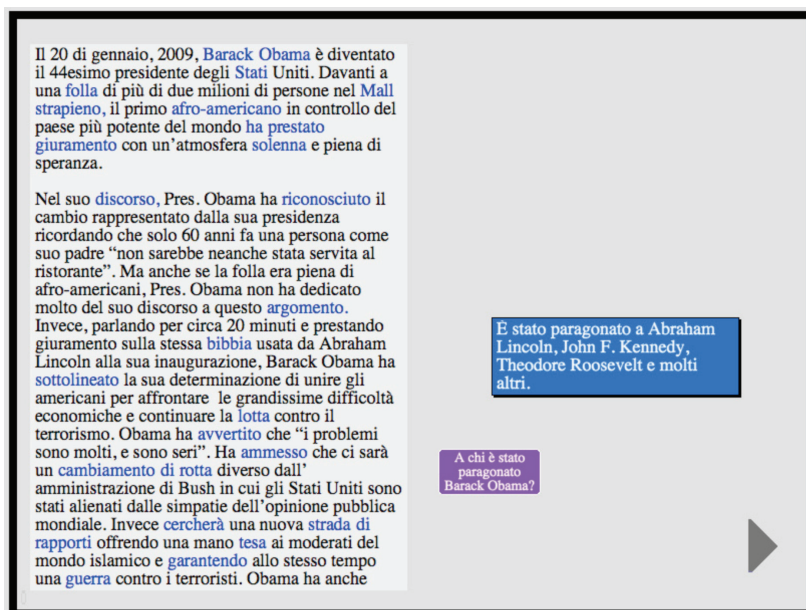 Il 20 di gennaio, 2009, Barack Obama è diventato
il 44esimo presidente degli Stati Uniti. Davanti a
una folla di più di due milioni di persone nel Mall
strapieno, il primo afro-americano in controllo del
paese più potente del mondo ha prestato
giuramento con un'atmosfera solenna e piena di
speranza.

Nel suo discorso, Pres. Obama ha riconosciuto il
cambio rappresentato dalla sua presidenza
ricordando che solo 60 anni fa una persona come
suo padre “non sarebbe neanche stata servita al
ristorante”. Ma anche se la folla era piena di
afro-americani, Pres. Obama non ha dedicato
molto del suo discorso a questo argomento.
Invece, parlando per circa 20 minuti e prestando
giuramento sulla stessa bibbia usata da Abraham
Lincoln alla sua inaugurazione, Barack Obama ha
sottolineato la sua determinazione di unire gli
americani per affrontare le grandissime difficoltà
economiche e continuare la lotta contro il
terrorismo. Obama ha avvertito che “i problemi
sono molti, e sono seri”. Ha ammesso che ci sarà
un cambiamento di rotta diverso dall’
amministrazione di Bush in cui gli Stati Uniti sono
stati alienati dalle simpatie dell’opinione pubblica
mondiale. Invece cercherà una nuova strada di
rapporti offrendo una mano tesa ai moderati del
mondo islamico e garantendo allo stesso tempo
una guerra contro i terroristi. Obama ha anche

È stato paragonato a Abraham
Lincoln, John F. Kennedy,
Theodore Roosevelt e molti
altri.

A chi è stato
paragonato
Barack Obama?